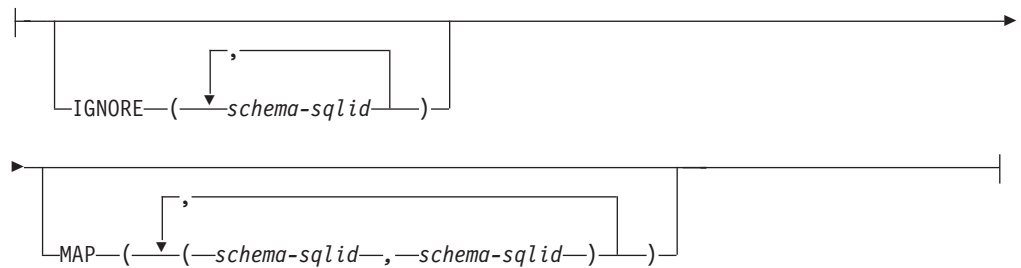 ,
IGNORE ( schema-sqlid )
,
MAP ( ( schema-sqlid , schema-sqlid ) )